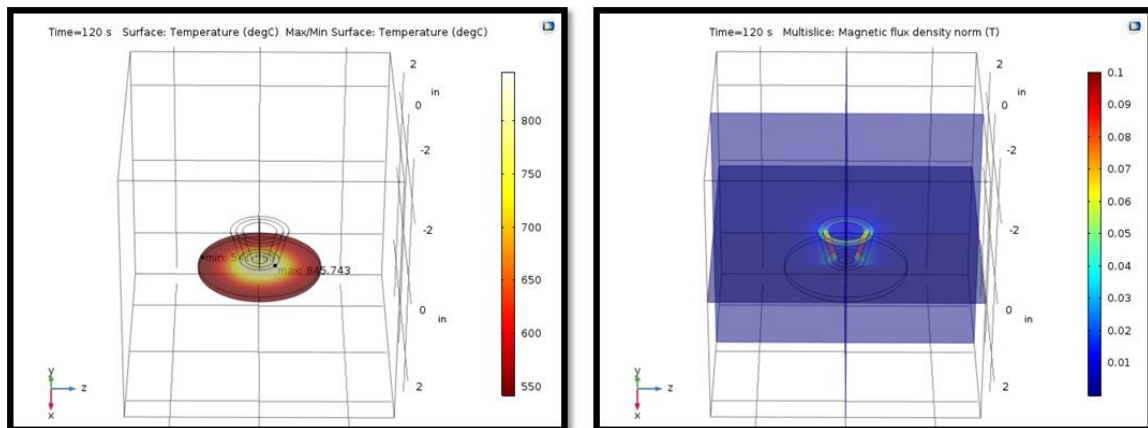 Time=120 s Surface: Temperature (degC) Max/Min Surface: Temperature (degC)
2
in
0
-2
-2
0
in
2
min:
max: 845.743
y
z
x
800
750
700
650
600
550
Time=120 s Multislice: Magnetic flux density norm (T)
2
in
0
-2
-2
0
in
2
y
z
x
0.1
0.09
0.08
0.07
0.06
0.05
0.04
0.03
0.02
0.01